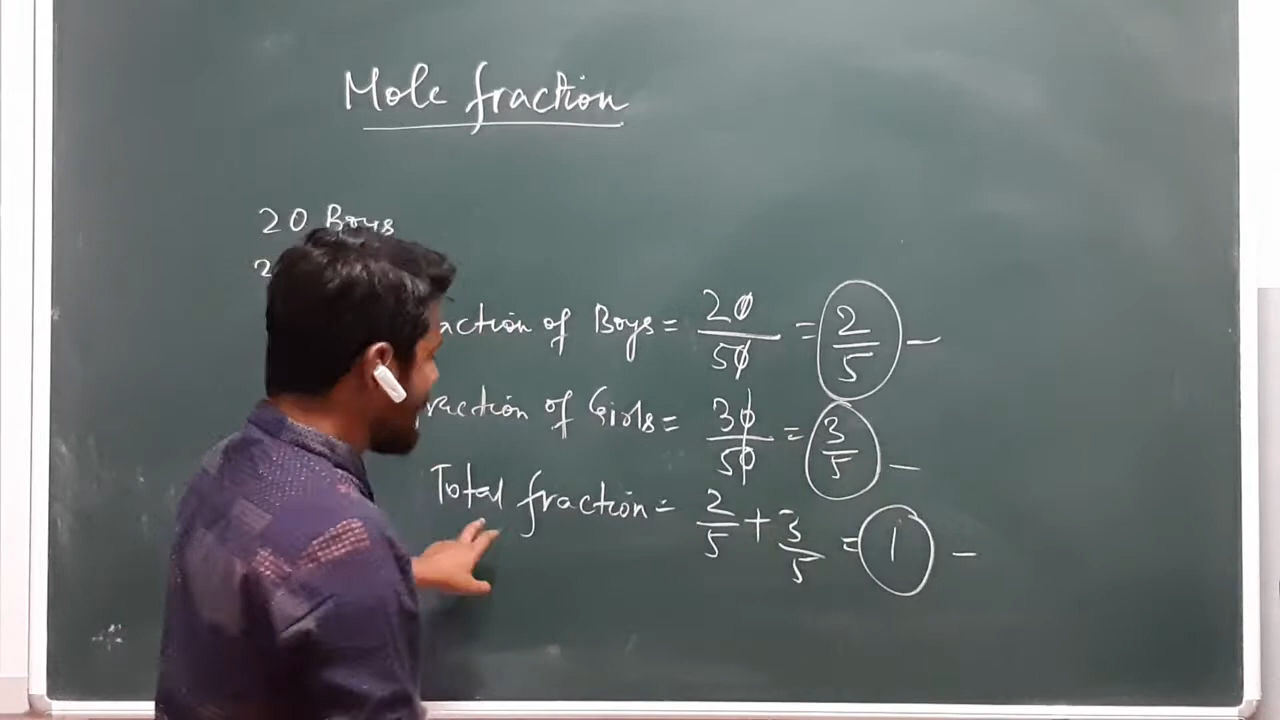 Mole fraction
20 Boys
2
action of Boys = 20/50 = 2/5 -
raction of Girls = 30/50 = 3/5 -
Total fraction = 2/5 + 3/5 = 1 -